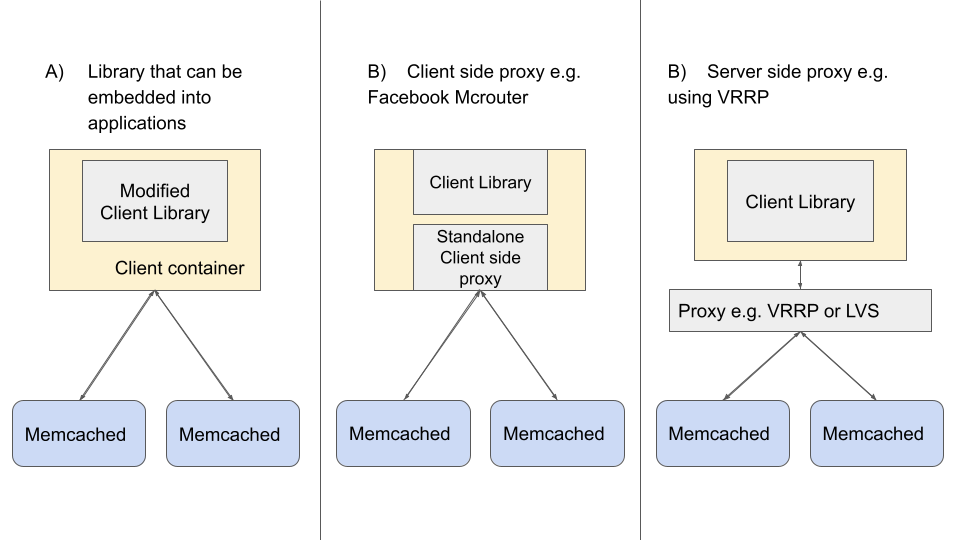 A) Library that can be
embedded into
applications
Modified
Client Library
Client container
Memcached
Memcached
B) Client side proxy e.g.
Facebook Mcrouter
Client Library
Standalone
Client side
proxy
Memcached
Memcached
B) Server side proxy e.g.
using VRRP
Client Library
Proxy e.g. VRRP or LVS
Memcached
Memcached